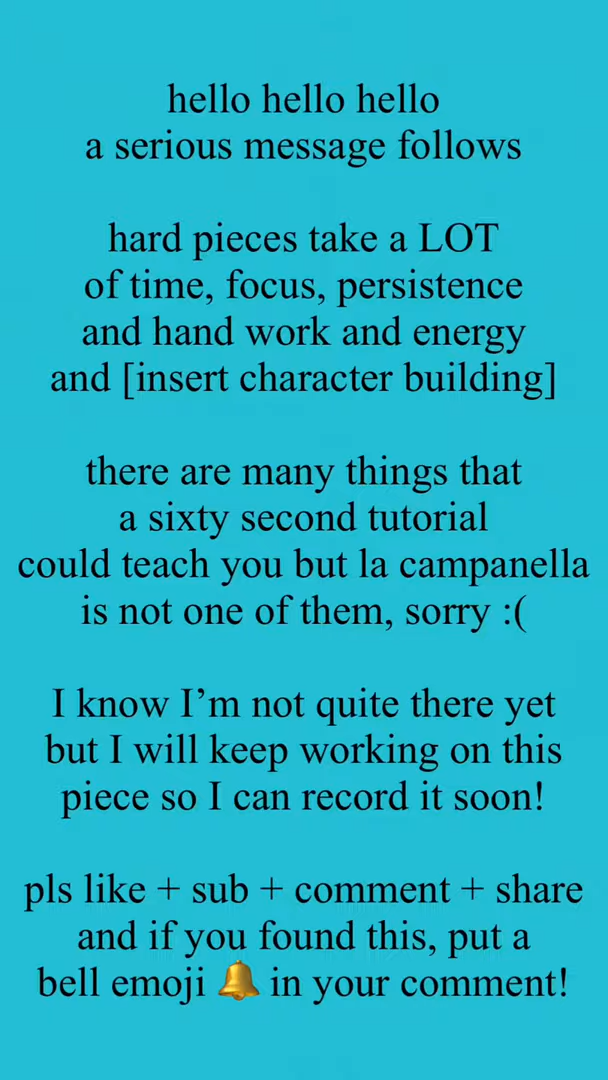 hello hello hello
a serious message follows
hard pieces take a LOT
of time, focus, persistence
and hand work and energy
and [insert character building]
there are many things that
a sixty second tutorial
could teach you but la campanella
is not one of them, sorry :(
I know I’m not quite there yet
but I will keep working on this
piece so I can record it soon!
pls like + sub + comment + share
and if you found this, put a
bell emoji 🔔 in your comment!